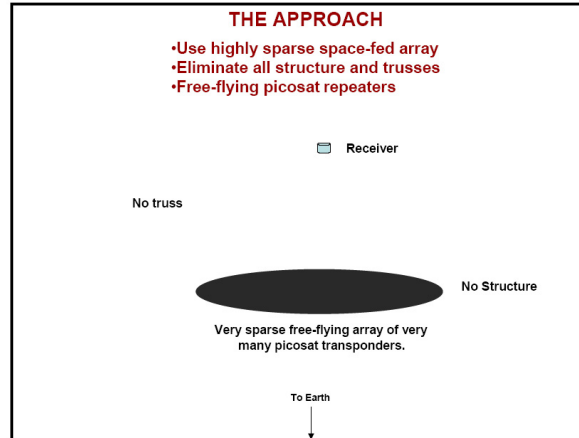 THE APPROACH
•Use highly sparse space-fed array
•Eliminate all structure and trusses
•Free-flying picosat repeaters
Receiver
No truss
No Structure
Very sparse free-flying array of very
many picosat transponders.
To Earth